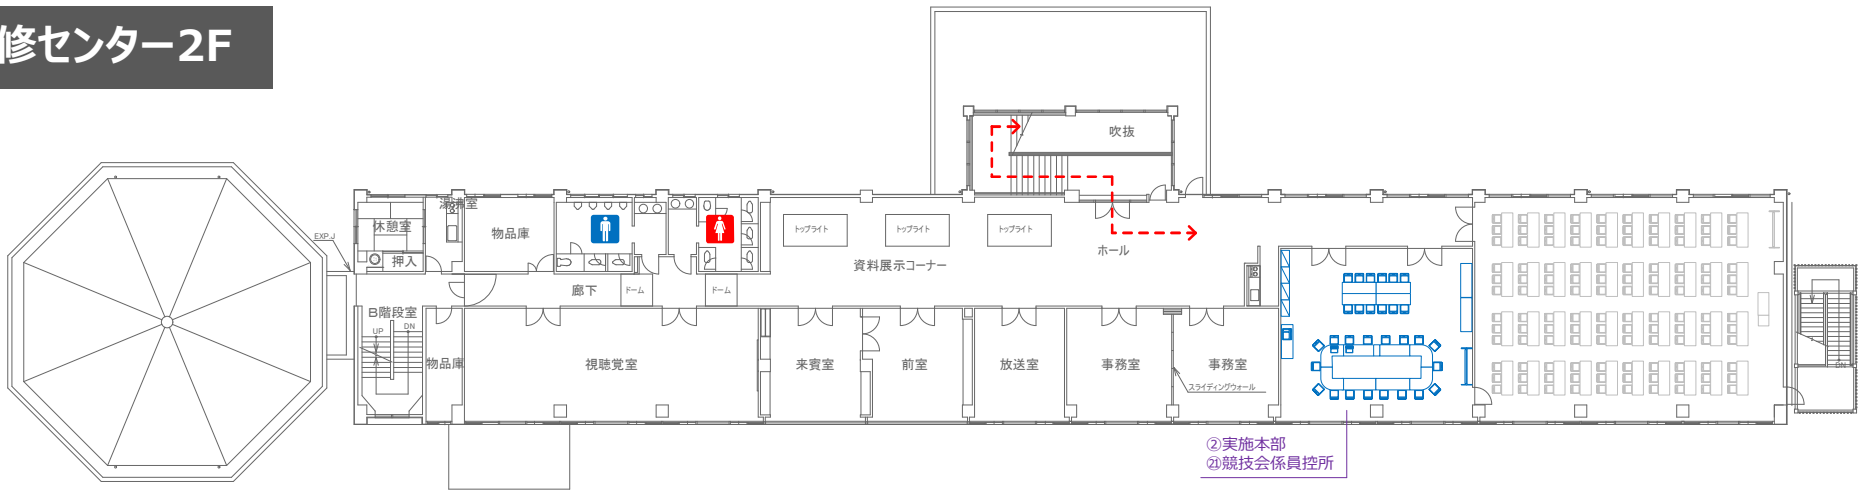 修センター2F
吹抜
湯沸室
休憩室
物品庫
EXP.J
押入
トップライト
トップライト
トップライト
ホール
資料展示コーナー
廊下
ドーム
ドーム
B階段室
UP
DN
物品庫
視聴覚室
来賓室
前室
放送室
事務室
事務室
スライディングウォール
DN
②実施本部
㉑競技会係員控所